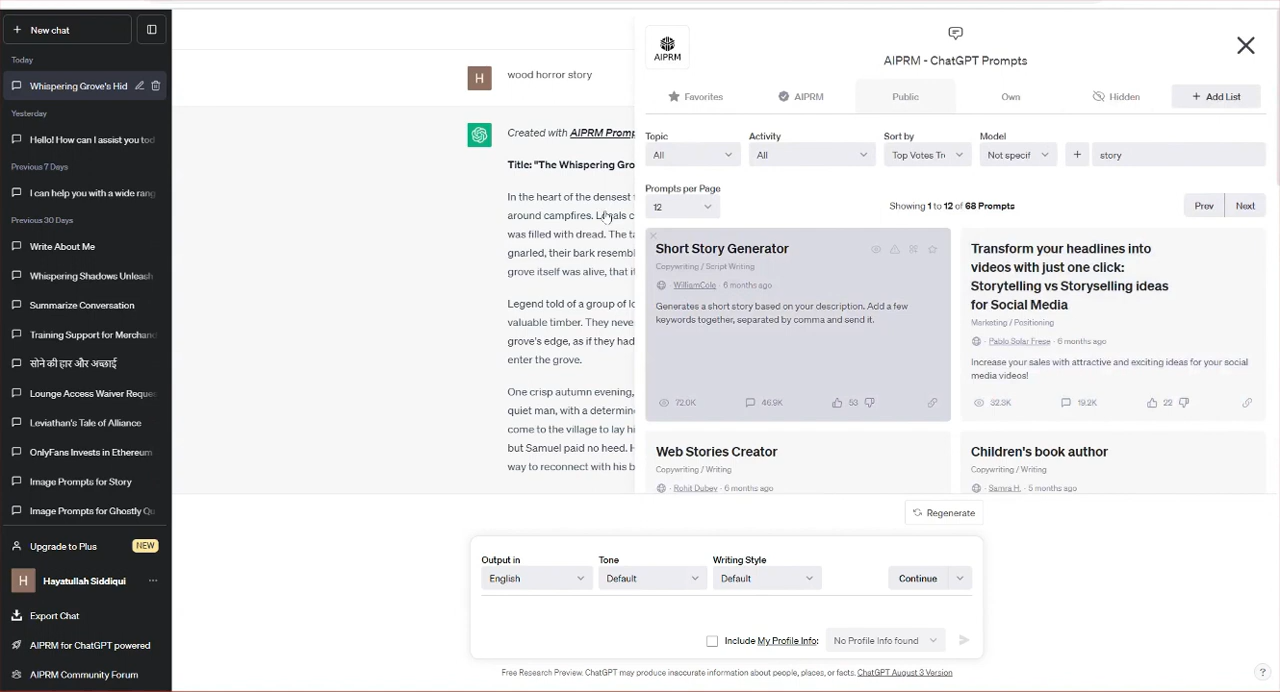 New chat
Today
Whispering Grove's Hid
Yesterday
Hello! How can I assist you tod
Previous 7 Days
I can help you with a wide rang
Previous 30 Days
Write About Me
Whispering Shadows Unleash
Summarize Conversation
Training Support for Merchand
सोने की हार और अच्छाई
Lounge Access Waiver Reques
Leviathan's Tale of Alliance
OnlyFans Invests in Ethereum
Image Prompts for Story
Image Prompts for Ghostly Qu
Upgrade to Plus NEW
H Hayatullah Siddiqui
Export Chat
AIPRM for ChatGPT powered
AIPRM Community Forum
H wood horror story
Created with AIPRM Promp
Title: "The Whispering Gro
In the heart of the densest
around campfires. Locals c
was filled with dread. The ta
gnarled, their bark resemb
grove itself was alive, that it
Legend told of a group of lo
valuable timber. They neve
grove's edge, as if they had
enter the grove.
One crisp autumn evening,
quiet man, with a determine
come to the village to lay hi
but Samuel paid no heed. H
way to reconnect with his b
AIPRM
AIPRM - ChatGPT Prompts
Favorites AIPRM Public Own Hidden + Add List
Topic Activity Sort by Model
All All Top Votes Tr Not specif + story
Prompts per Page
12 Showing 1 to 12 of 68 Prompts Prev Next
Short Story Generator
Copywriting / Script Writing
WilliamCole · 6 months ago
Generates a short story based on your description. Add a few
keywords together, separated by comma and send it.
72.0K 46.9K 53
Transform your headlines into
videos with just one click:
Storytelling vs Storyselling ideas
for Social Media
Marketing / Positioning
Pablo Solar Frese · 6 months ago
Increase your sales with attractive and exciting ideas for your social
media videos!
32.3K 19.2K 22
Web Stories Creator
Copywriting / Writing
Rohit Dubey · 6 months ago
Children's book author
Copywriting / Writing
Samra H. · 5 months ago
Regenerate
Output in Tone Writing Style
English Default Default Continue
Include My Profile Info: No Profile Info found
Free Research Preview. ChatGPT may produce inaccurate information about people, places, or facts. ChatGPT August 3 Version
?